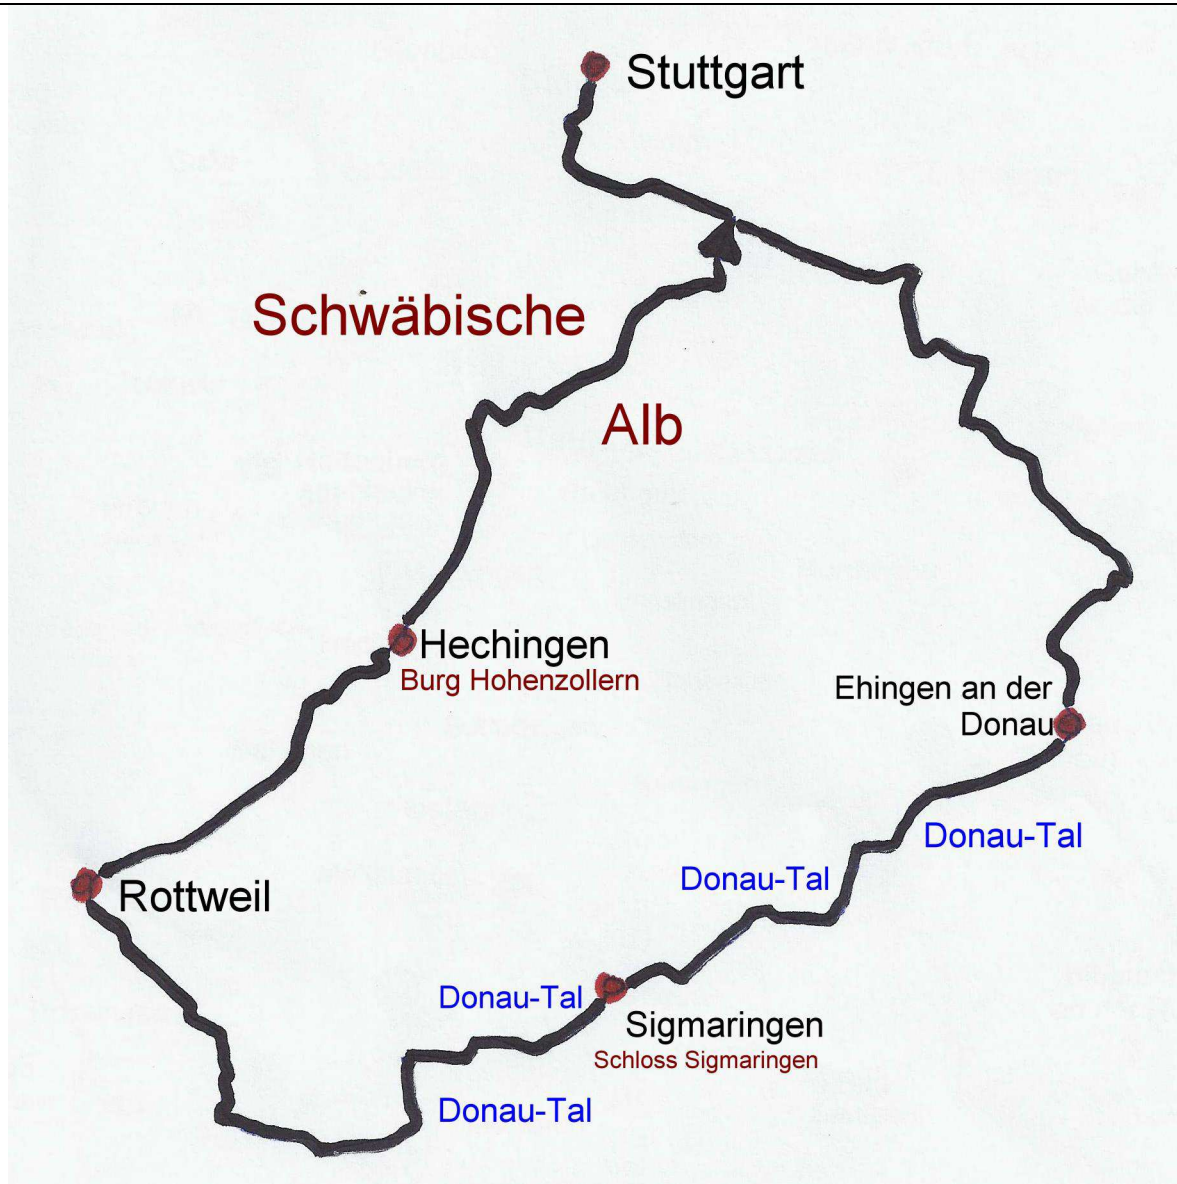 Stuttgart
Schwäbische
Alb
Hechingen
Burg Hohenzollern
Ehingen an der
Donau
Donau-Tal
Donau-Tal
Rottweil
Donau-Tal
Sigmaringen
Schloss Sigmaringen
Donau-Tal